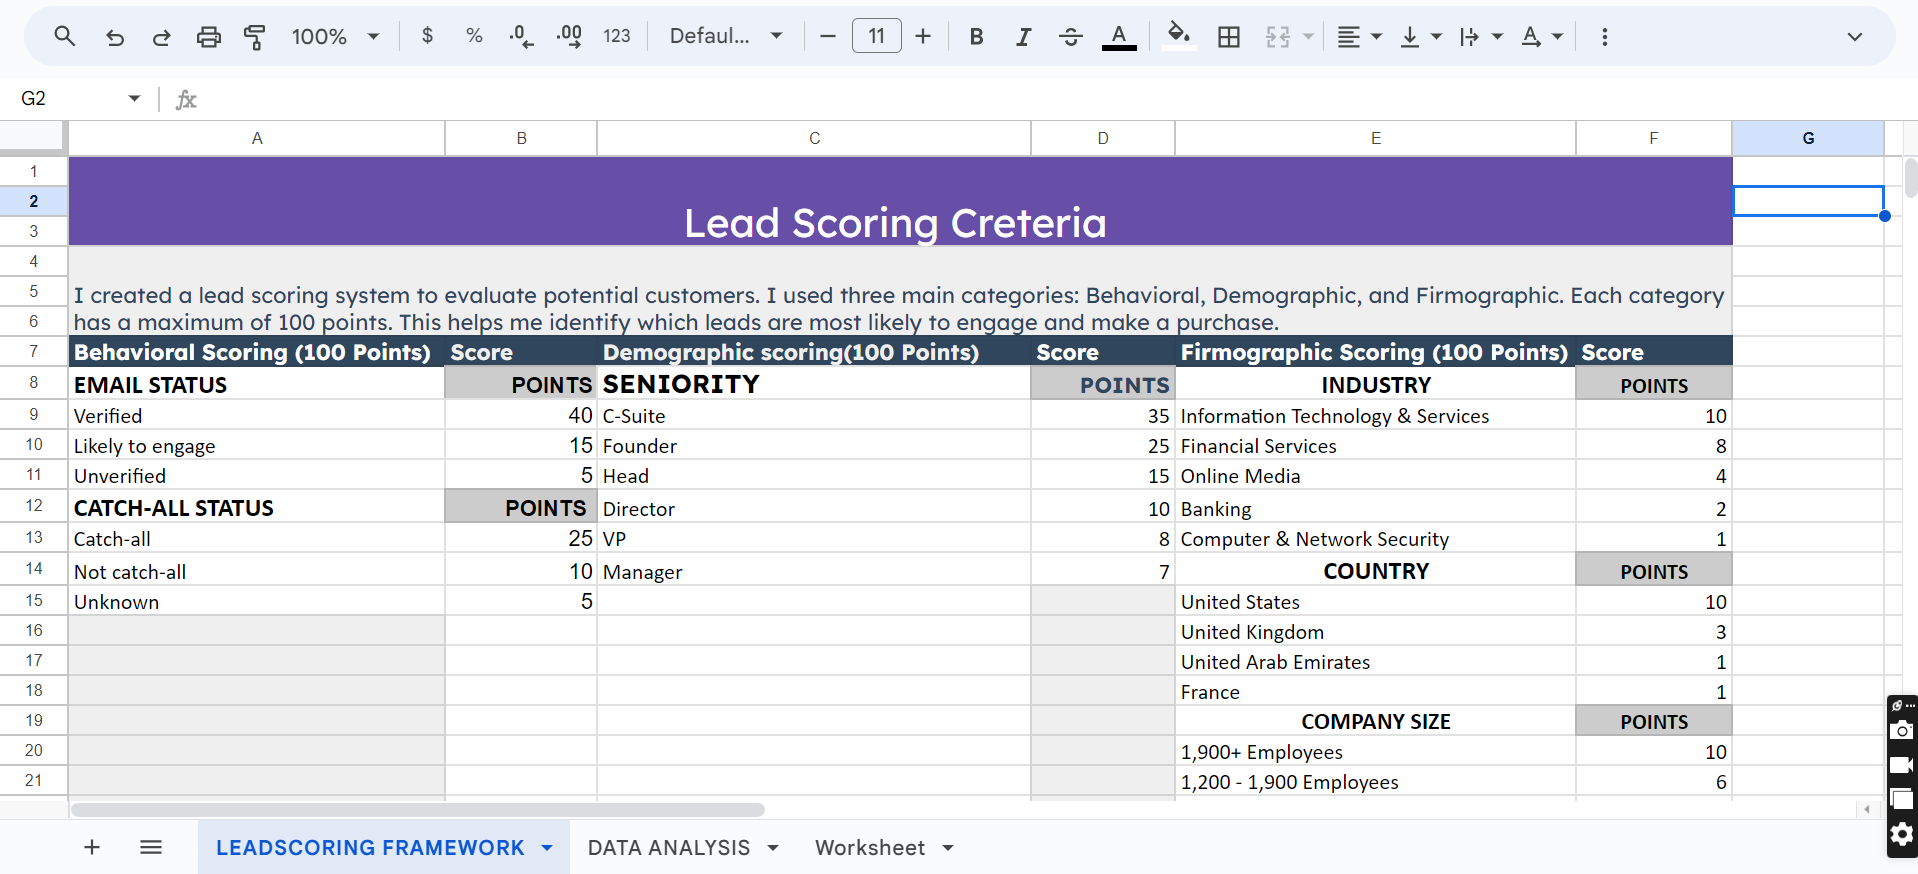 100% $ % .0 .00 123 Defaul... 11 B I S A
G2 fx
A B C D E F G
1
2
3 Lead Scoring Creteria
4
5 I created a lead scoring system to evaluate potential customers. I used three main categories: Behavioral, Demographic, and Firmographic. Each category
6 has a maximum of 100 points. This helps me identify which leads are most likely to engage and make a purchase.
7 Behavioral Scoring (100 Points) Score Demographic scoring(100 Points) Score Firmographic Scoring (100 Points) Score
8 EMAIL STATUS POINTS SENIORITY POINTS INDUSTRY POINTS
9 Verified 40 C-Suite 35 Information Technology & Services 10
10 Likely to engage 15 Founder 25 Financial Services 8
11 Unverified 5 Head 15 Online Media 4
12 CATCH-ALL STATUS POINTS Director 10 Banking 2
13 Catch-all 25 VP 8 Computer & Network Security 1
14 Not catch-all 10 Manager 7 COUNTRY POINTS
15 Unknown 5 United States 10
16 United Kingdom 3
17 United Arab Emirates 1
18 France 1
19 COMPANY SIZE POINTS
20 1,900+ Employees 10
21 1,200 - 1,900 Employees 6
LEADSCORING FRAMEWORK DATA ANALYSIS Worksheet